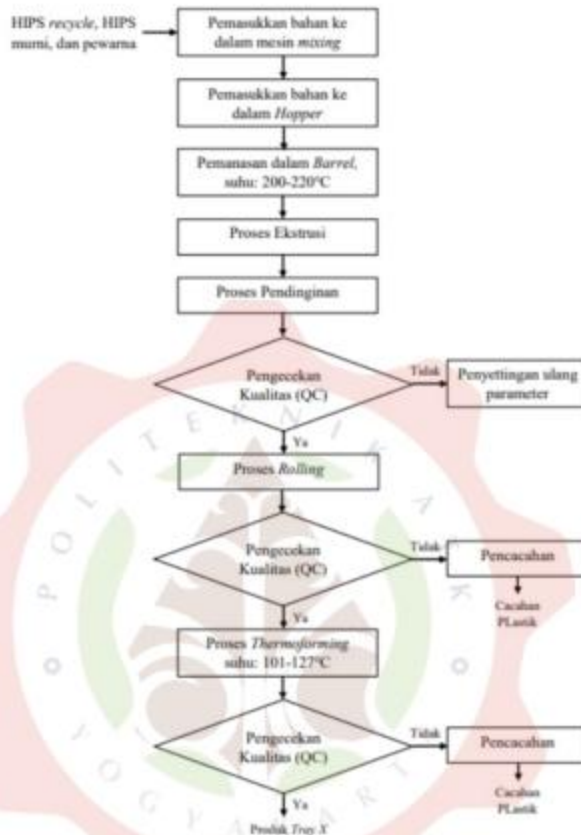 HIPS recycle, HIPS
murni, dan pewarna
Pemasukkan bahan ke
dalam mesin mixing
Pemasukkan bahan ke
dalam Hopper
Pemanasan dalam Barrel,
suhu: 200-220°C
Proses Ekstrusi
Proses Pendinginan
Pengecekan
Kualitas (QC)
Tidak
Penyettingan ulang
parameter
Ya
Proses Rolling
Pengecekan
Kualitas (QC)
Tidak
Pencacahan
Cacahan
PLastik
Ya
Proses Thermoforming
suhu: 101-127°C
Pengecekan
Kualitas (QC)
Tidak
Pencacahan
Cacahan
PLastik
Ya
Produk Tray X
POLITEKNIK A K
YOGYAKART